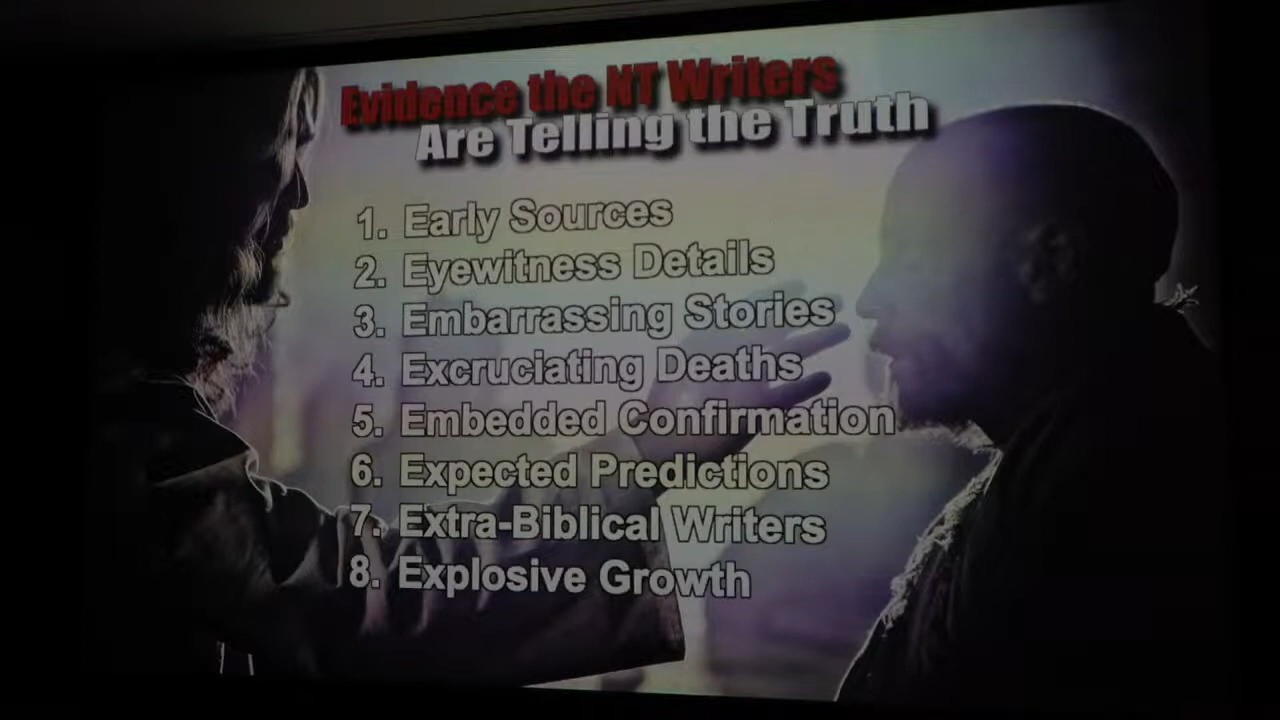 Evidence the NT Writers
Are Telling the Truth
1. Early Sources
2. Eyewitness Details
3. Embarrassing Stories
4. Excruciating Deaths
5. Embedded Confirmation
6. Expected Predictions
7. Extra-Biblical Writers
8. Explosive Growth